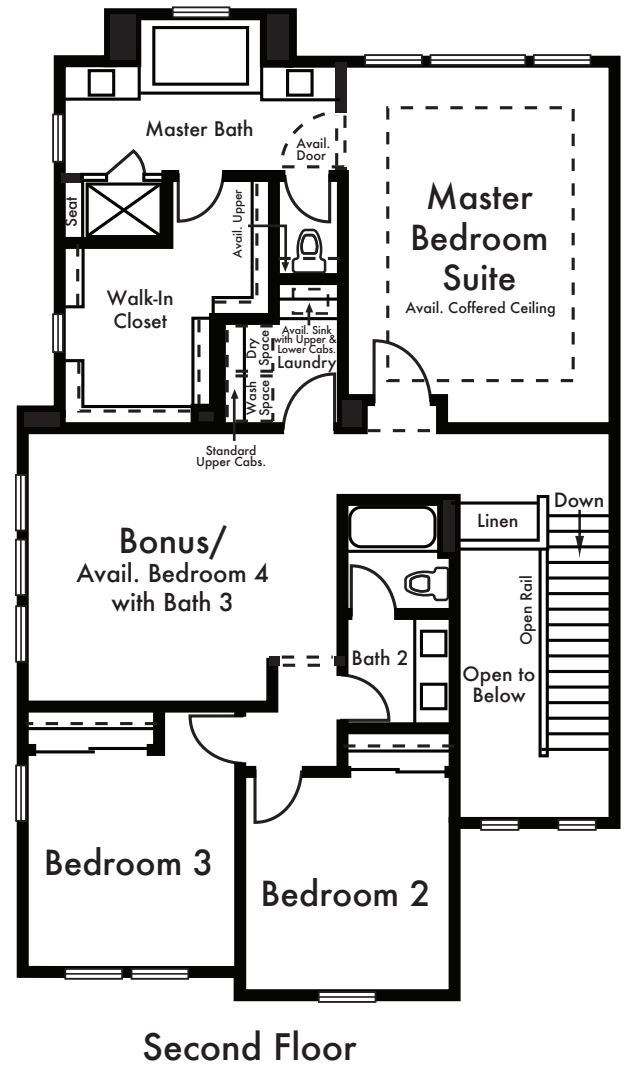 Master Bath
Avail.
Door
Seat
Avail. Upper
Master
Bedroom
Suite
Avail. Coffered Ceiling
Walk-In
Closet
Avail. Sink
with Upper &
Lower Cabs.
Laundry
Dry
Space
Wash
Space
Standard
Upper Cabs.
Bonus/
Avail. Bedroom 4
with Bath 3
Linen
Down
Open Rail
Bath 2
Open to
Below
Bedroom 3
Bedroom 2
Second Floor